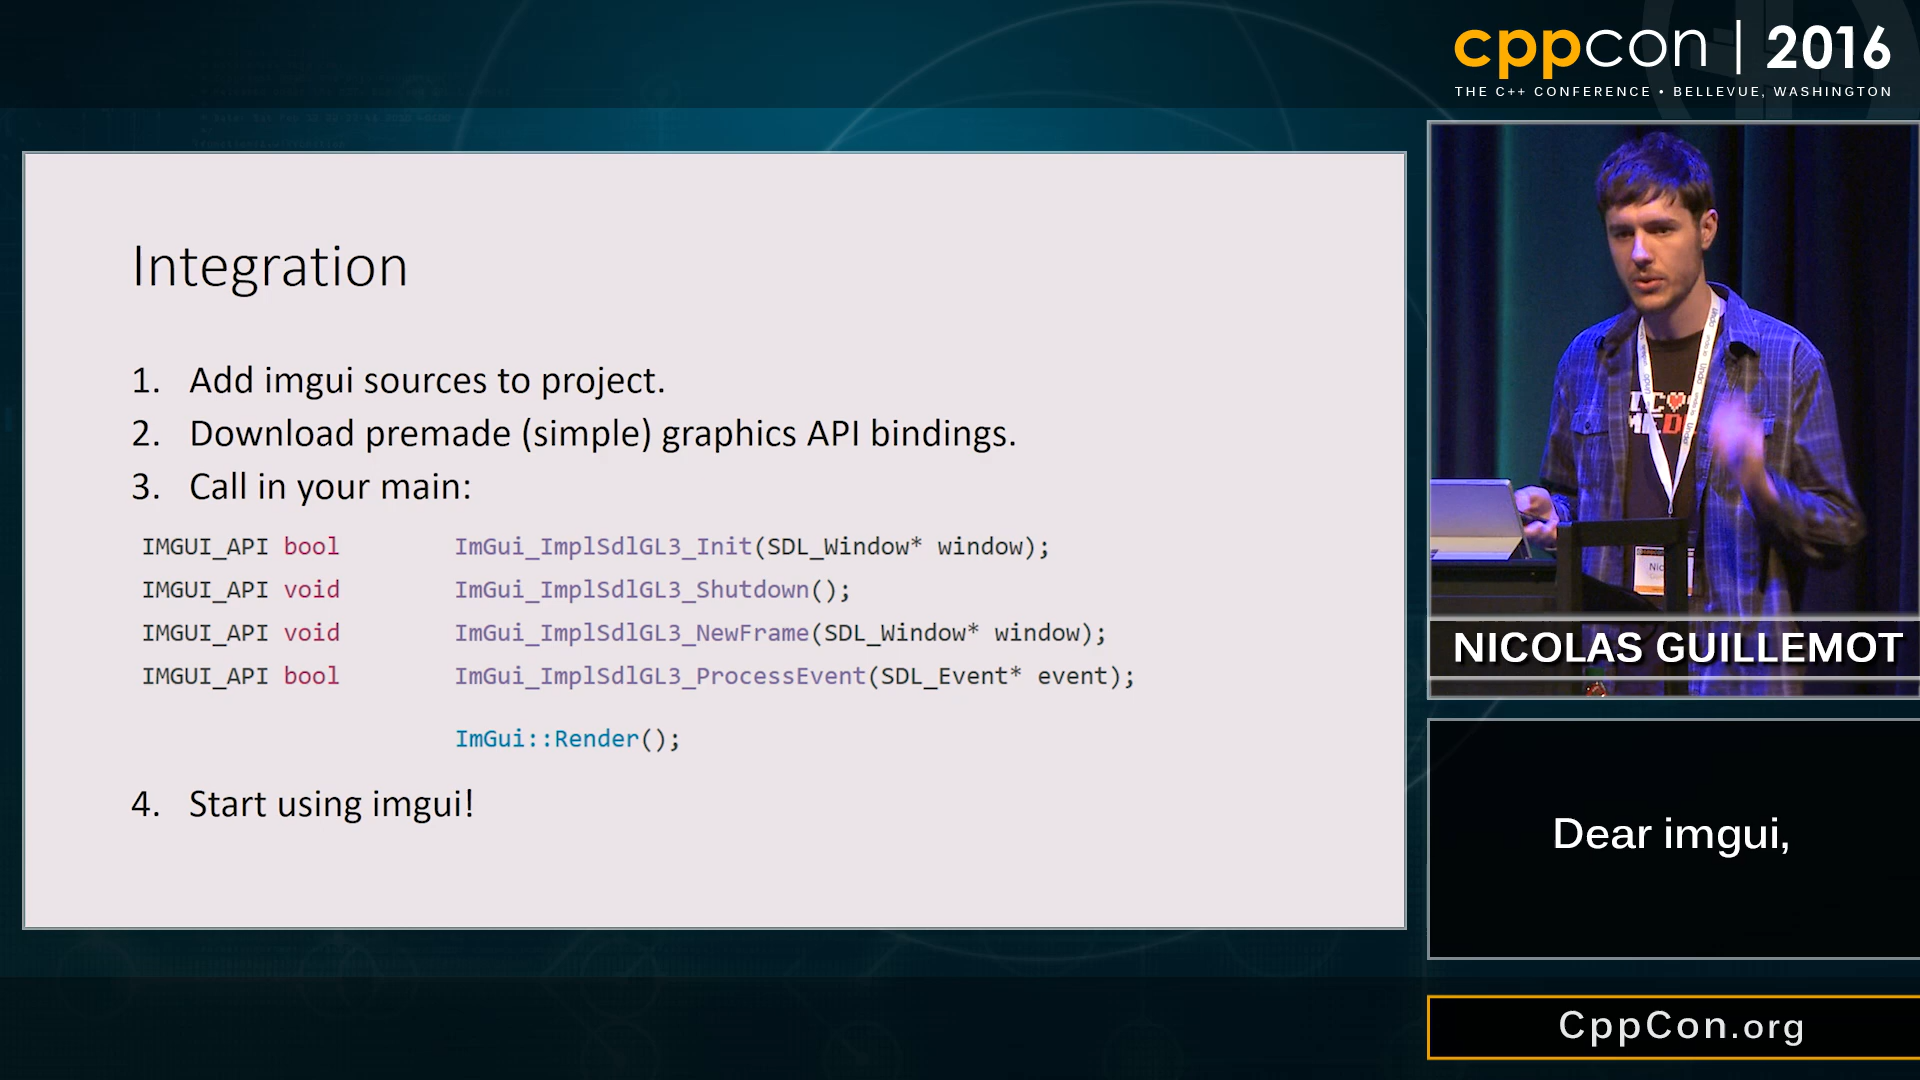 cppcon | 2016
THE C++ CONFERENCE • BELLEVUE, WASHINGTON
Integration
1. Add imgui sources to project.
2. Download premade (simple) graphics API bindings.
3. Call in your main:
IMGUI_API bool ImGui_ImplSdlGL3_Init(SDL_Window* window);
IMGUI_API void ImGui_ImplSdlGL3_Shutdown();
IMGUI_API void ImGui_ImplSdlGL3_NewFrame(SDL_Window* window);
IMGUI_API bool ImGui_ImplSdlGL3_ProcessEvent(SDL_Event* event);
ImGui::Render();
4. Start using imgui!
undo
Nic
NICOLAS GUILLEMOT
Dear imgui,
CppCon.org